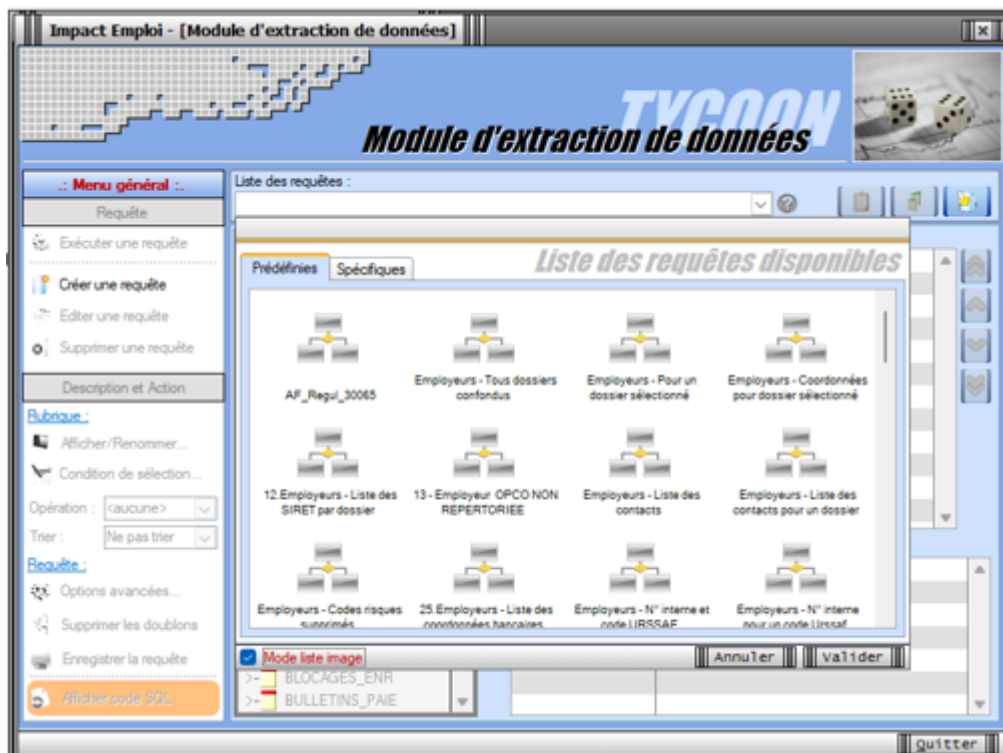 Impact Emploi - [Module d'extraction de données]
TYCOON
Module d'extraction de données
.: Menu général :.
Liste des requêtes :
Requête
Exécuter une requête
Créer une requête
Editer une requête
Supprimer une requête
Description et Action
Rubrique :
Afficher/Renommer...
Condition de sélection...
Opération : <aucune>
Trier : Ne pas trier
Requête :
Options avancées...
Supprimer les doublons
Enregistrer la requête
Afficher code SQL
Liste des requêtes disponibles
Prédéfinies Spécifiques
AF_Regul_30065
Employeurs - Tous dossiers
confondus
Employeurs - Pour un
dossier sélectionné
Employeurs - Coordonnées
pour dossier sélectionné
12.Employeurs - Liste des
SIRET par dossier
13 - Employeur OPCO NON
REPERTORIEE
Employeurs - Liste des
contacts
Employeurs - Liste des
contacts pour un dossier
Employeurs - Codes risques
supprimés
25.Employeurs - Liste des
coordonnées bancaires
Employeurs - N° interne et
code URSSAF
Employeurs - N° interne
pour un code Urssaf
Mode liste image
Annuler Valider
BLOCAGES_ENR
BULLETINS_PAIE
Quitter